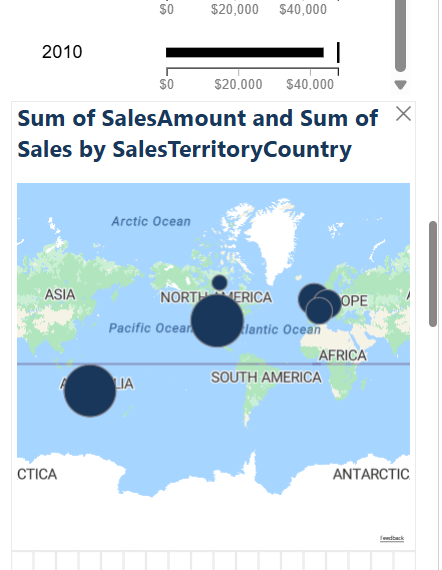 $0 $20,000 $40,000
2010
$0 $20,000 $40,000
Sum of SalesAmount and Sum of
Sales by SalesTerritoryCountry
Arctic Ocean
ASIA
NORTH AMERICA
OPE
Pacific Ocean
tlantic Ocean
AFRICA
A LIA
SOUTH AMERICA
CTICA
ANTARCTIC
Feedback